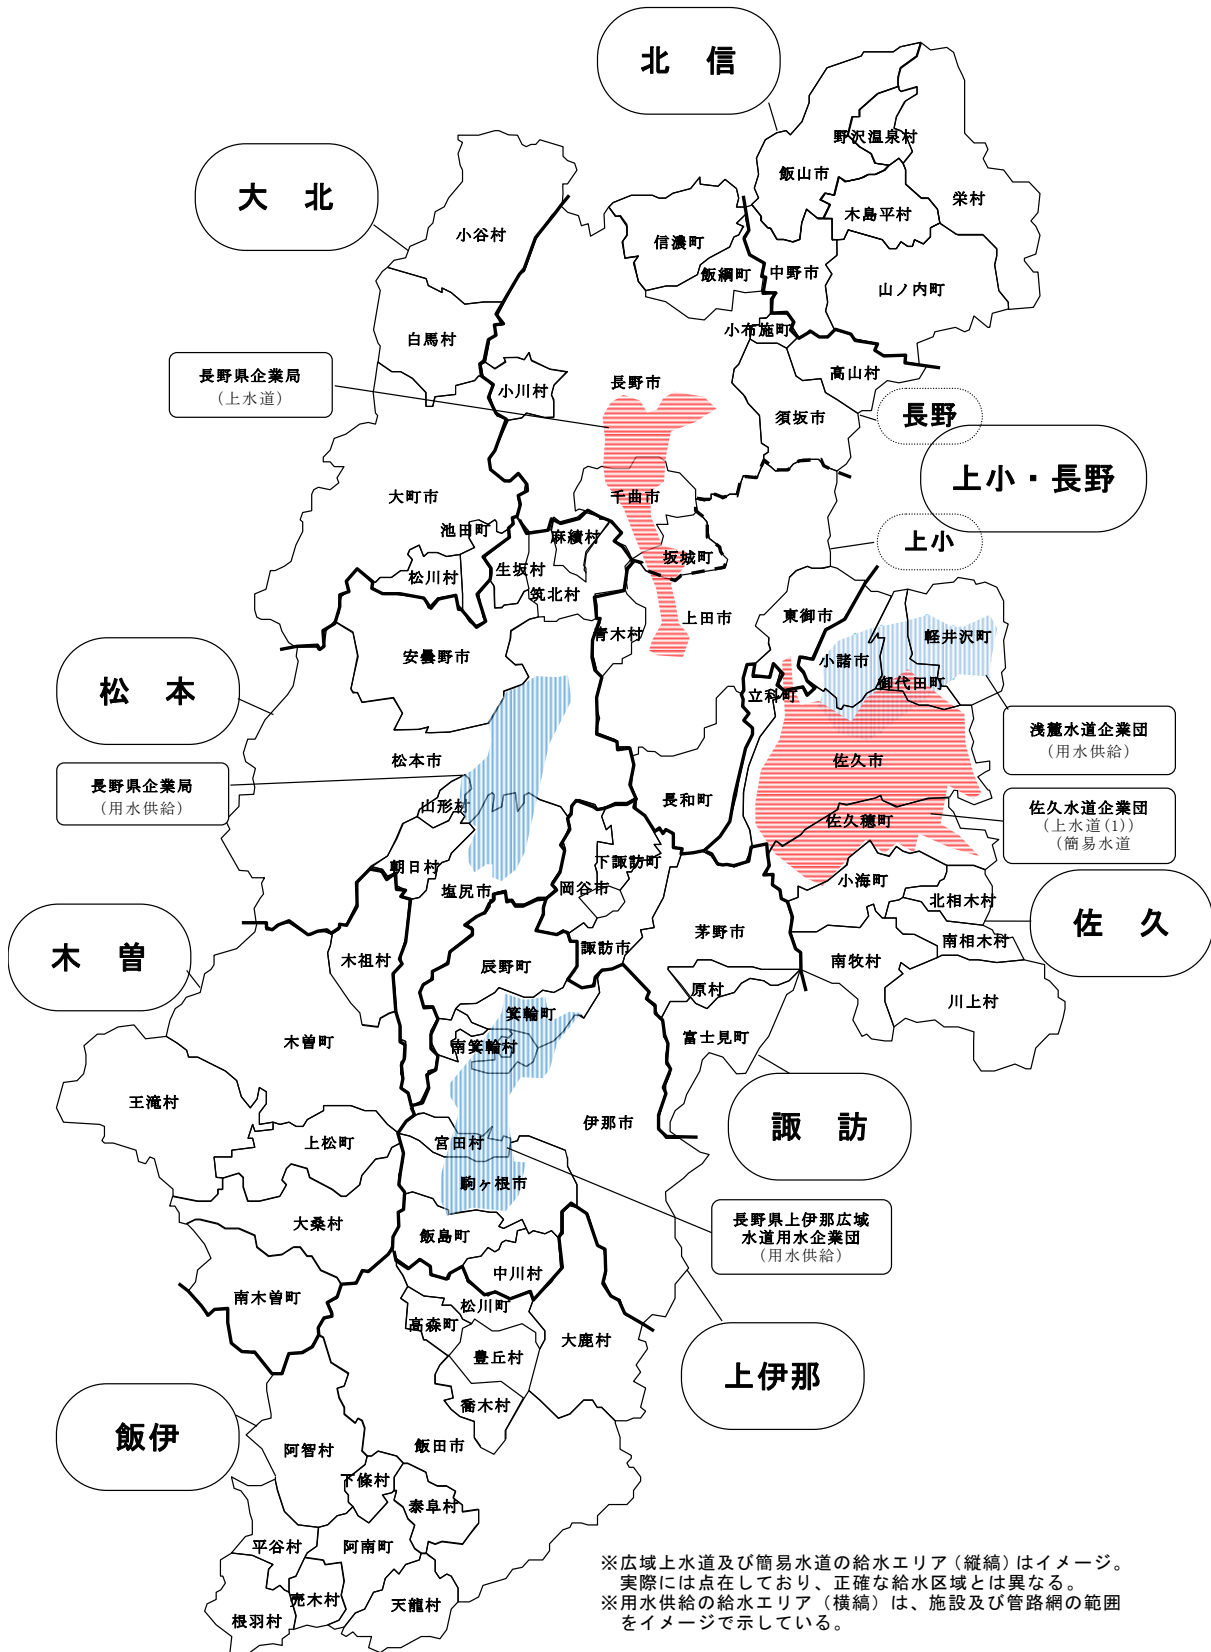 北 信
野沢温泉村
飯山市
栄村
木島平村
大 北
小谷村
信濃町
飯綱町
中野市
山ノ内町
小布施町
白馬村
高山村
長野県企業局
(上水道)
小川村
長野市
須坂市
長野
上小・長野
大町市
千曲市
池田町
麻績村
坂城町
上小
生坂村
松川村
筑北村
東御市
上田市
青木村
軽井沢町
安曇野市
小諸市
御代田町
松 本
立科町
浅麓水道企業団
(用水供給)
松本市
佐久市
長野県企業局
(用水供給)
山形村
長和町
佐久水道企業団
(上水道(1))
(簡易水道
佐久穂町
下諏訪町
朝日村
岡谷市
小海町
塩尻市
北相木村
佐 久
茅野市
木 曽
諏訪市
南相木村
木祖村
辰野町
南牧村
原村
川上村
箕輪町
木曽町
南箕輪村
富士見町
王滝村
伊那市
諏 訪
上松町
宮田村
駒ヶ根市
長野県上伊那広域
水道用水企業団
(用水供給)
大桑村
飯島町
中川村
南木曽町
松川町
高森町
大鹿村
豊丘村
上伊那
喬木村
飯伊
飯田市
阿智村
下條村
泰阜村
平谷村
阿南町
売木村
天龍村
根羽村
※広域上水道及び簡易水道の給水エリア(縦縞)はイメージ。
実際には点在しており、正確な給水区域とは異なる。
※用水供給の給水エリア(横縞)は、施設及び管路網の範囲
をイメージで示している。